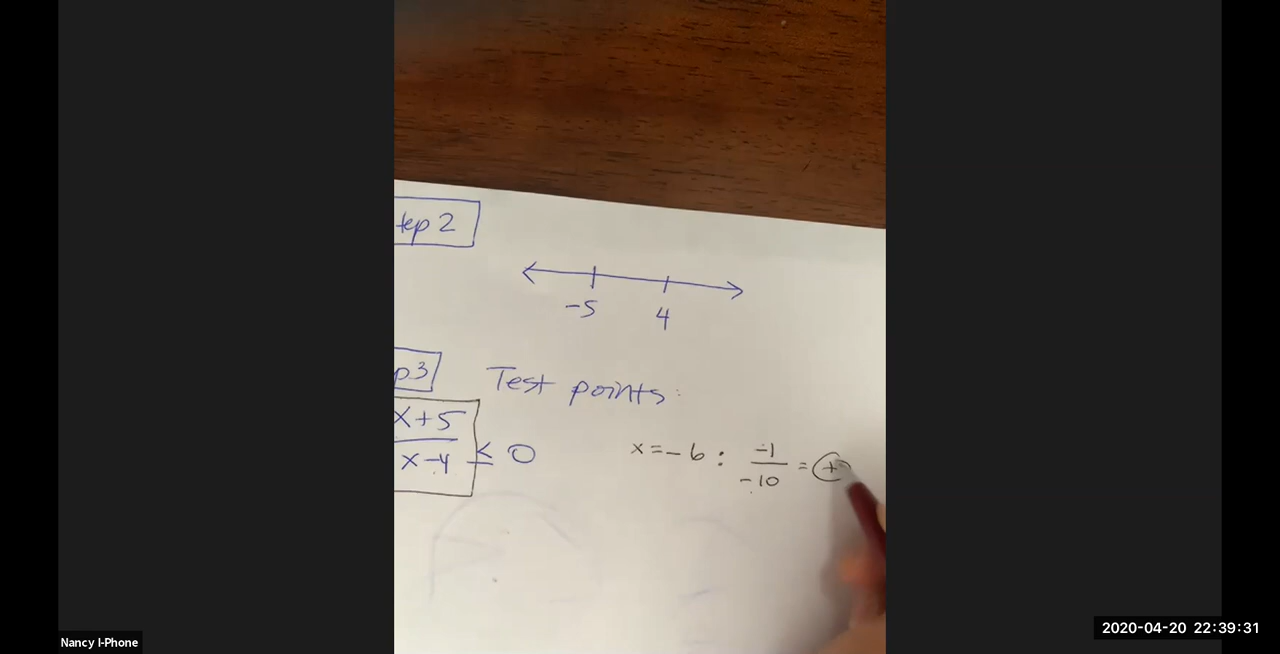 tep 2
-5 4
p3 Test points:
x+5
x-4 ≤ 0
x=-6 : -1
-10 = +
Nancy I-Phone
2020-04-20 22:39:31